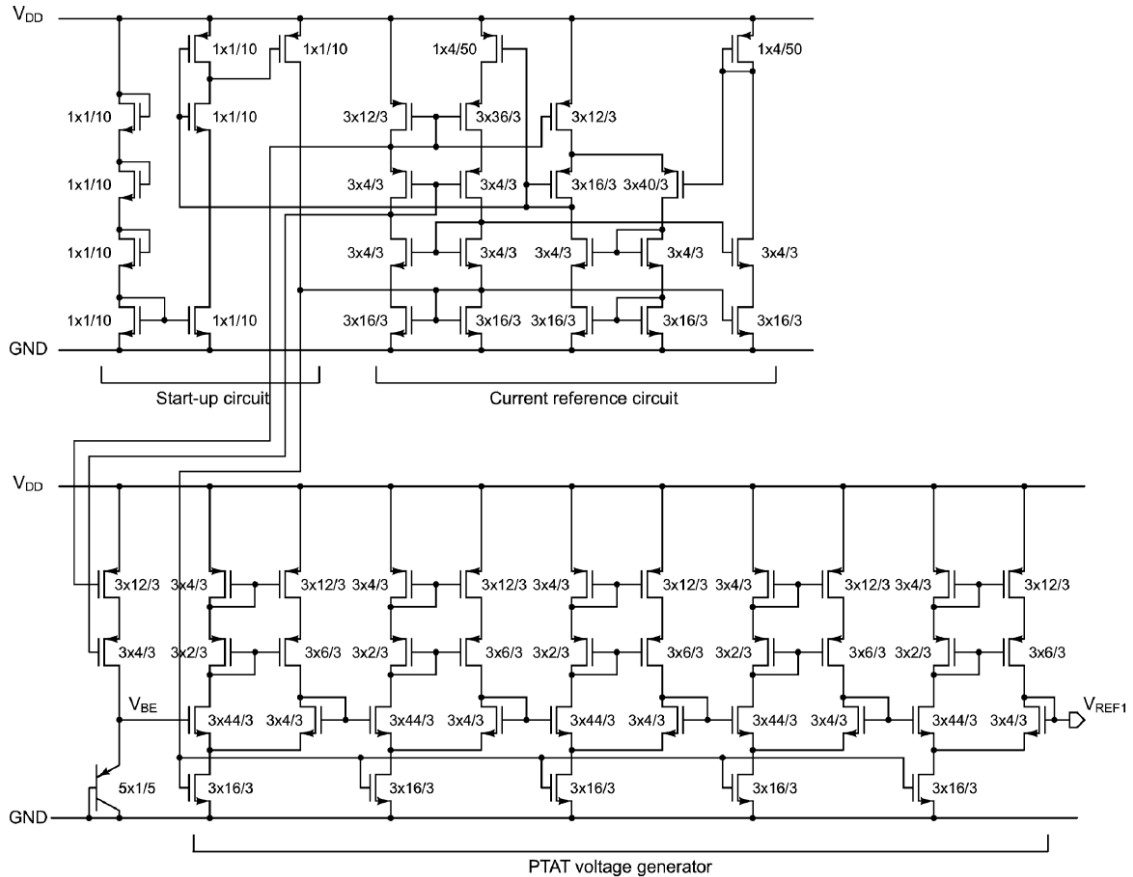 VDD
1x1/10 1x1/10 1x4/50 1x4/50
1x1/10 1x1/10 3x12/3 3x36/3 3x12/3
1x1/10 3x4/3 3x4/3 3x16/3 3x40/3
1x1/10 3x4/3 3x4/3 3x4/3 3x4/3 3x4/3
1x1/10 1x1/10 3x16/3 3x16/3 3x16/3 3x16/3 3x16/3
GND
Start-up circuit Current reference circuit
VDD
3x12/3 3x4/3 3x12/3 3x4/3 3x12/3 3x4/3 3x12/3 3x4/3 3x12/3 3x4/3 3x12/3
3x4/3 3x2/3 3x6/3 3x2/3 3x6/3 3x2/3 3x6/3 3x2/3 3x6/3 3x2/3 3x6/3
VBE VREF1
3x44/3 3x4/3 3x44/3 3x4/3 3x44/3 3x4/3 3x44/3 3x4/3 3x44/3 3x4/3
5x1/5 3x16/3 3x16/3 3x16/3 3x16/3 3x16/3
GND
PTAT voltage generator